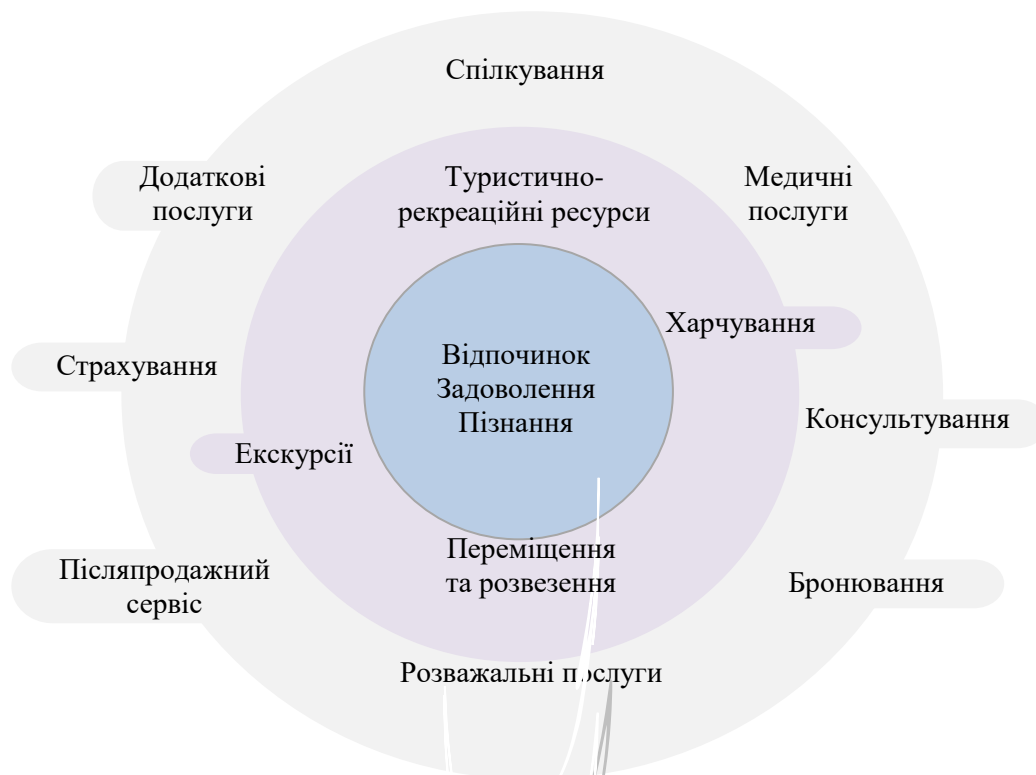 Спілкування
Додаткові
послуги
Туристично-
рекреаційні ресурси
Медичні
послуги
Харчування
Страхування
Відпочинок
Задоволення
Пізнання
Консультування
Екскурсії
Післяпродажний
сервіс
Переміщення
та розвезення
Бронювання
Розважальні послуги